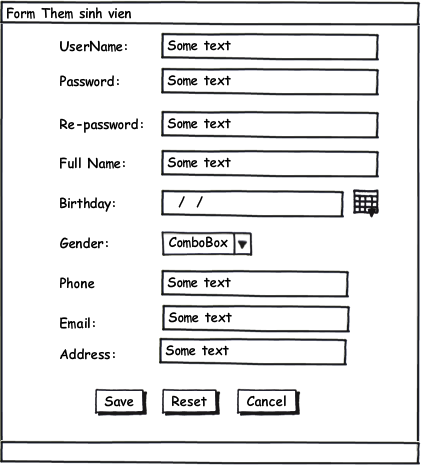 Form Them sinh vien
UserName: Some text
Password: Some text
Re-password: Some text
Full Name: Some text
Birthday: / /
Gender: ComboBox
Phone Some text
Email: Some text
Address: Some text
Save Reset Cancel